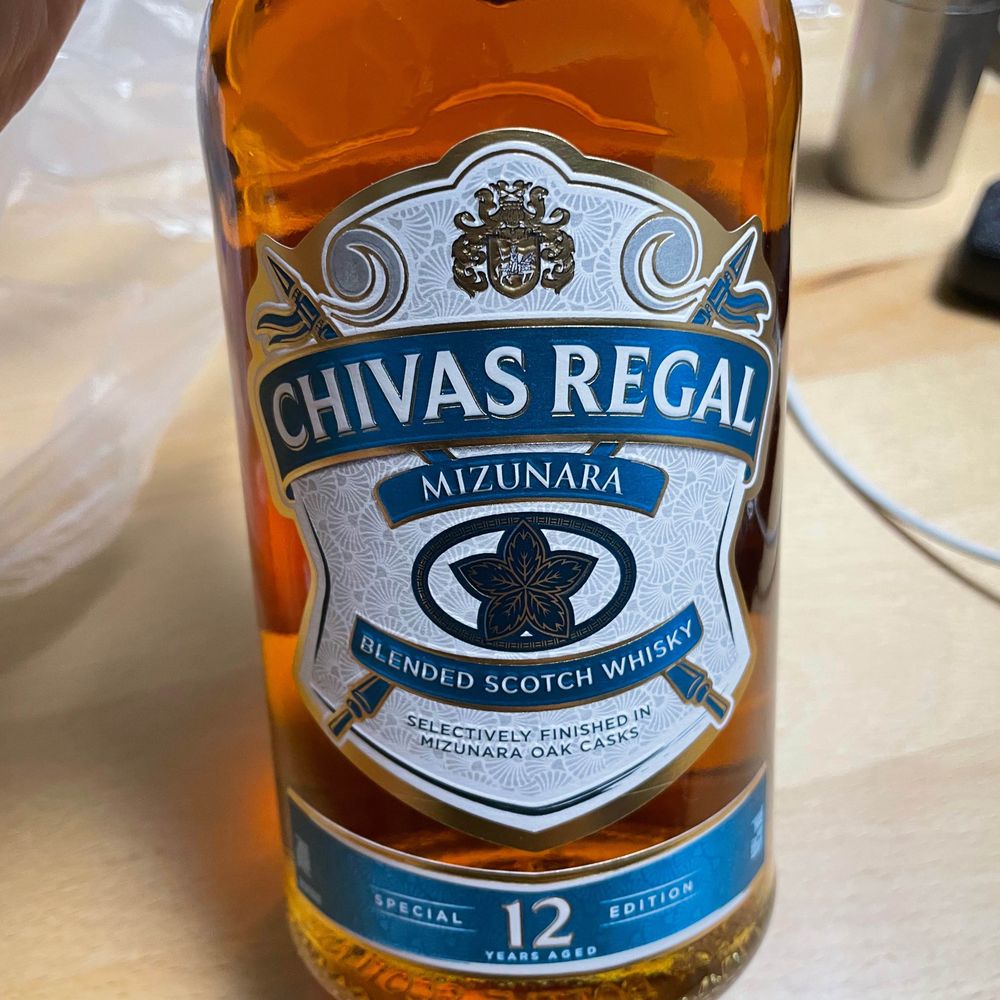 CHIVAS REGAL
MIZUNARA
BLENDED SCOTCH WHISKY
SELECTIVELY FINISHED IN
MIZUNARA OAK CASKS
SPECIAL 12 EDITION
YEARS AGED